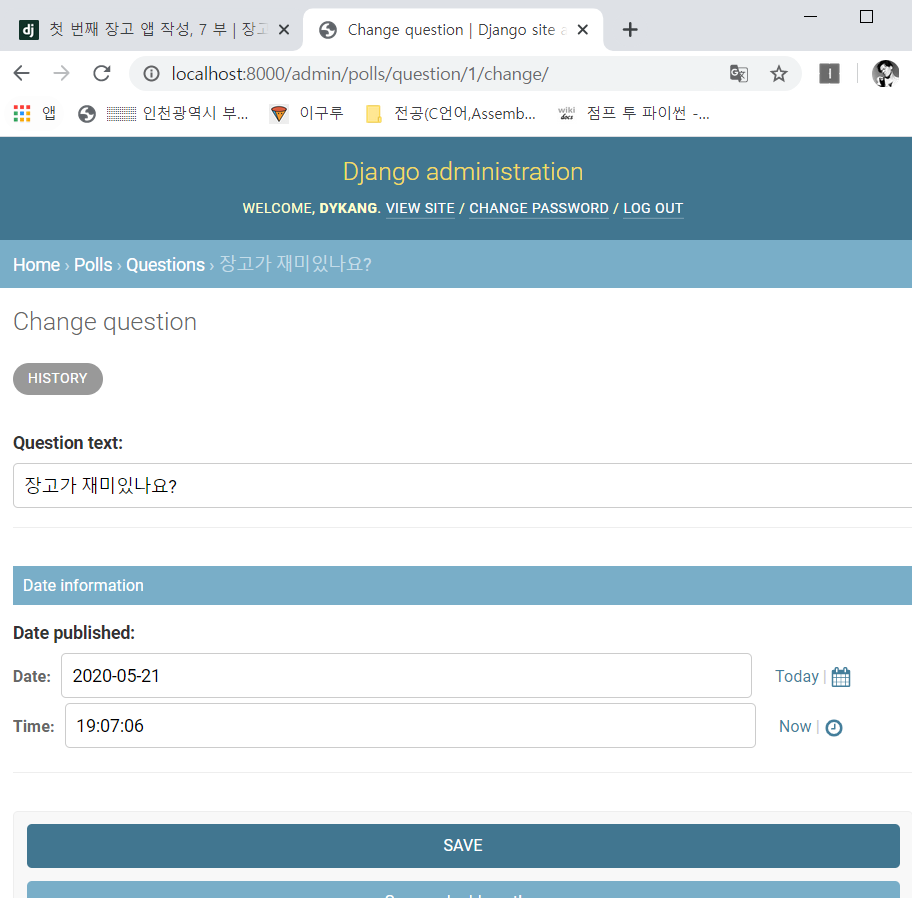 dj 첫 번째 장고 앱 작성, 7 부 | 장고
Change question | Django site a
localhost:8000/admin/polls/question/1/change/
앱 인천광역시 부... 이구루 전공(C언어,Assemb... wiki docs 점프 투 파이썬 -...
Django administration
WELCOME, DYKANG. VIEW SITE / CHANGE PASSWORD / LOG OUT
Home › Polls › Questions › 장고가 재미있나요?
Change question
HISTORY
Question text:
장고가 재미있나요?
Date information
Date published:
Date: 2020-05-21 Today |
Time: 19:07:06 Now |
SAVE